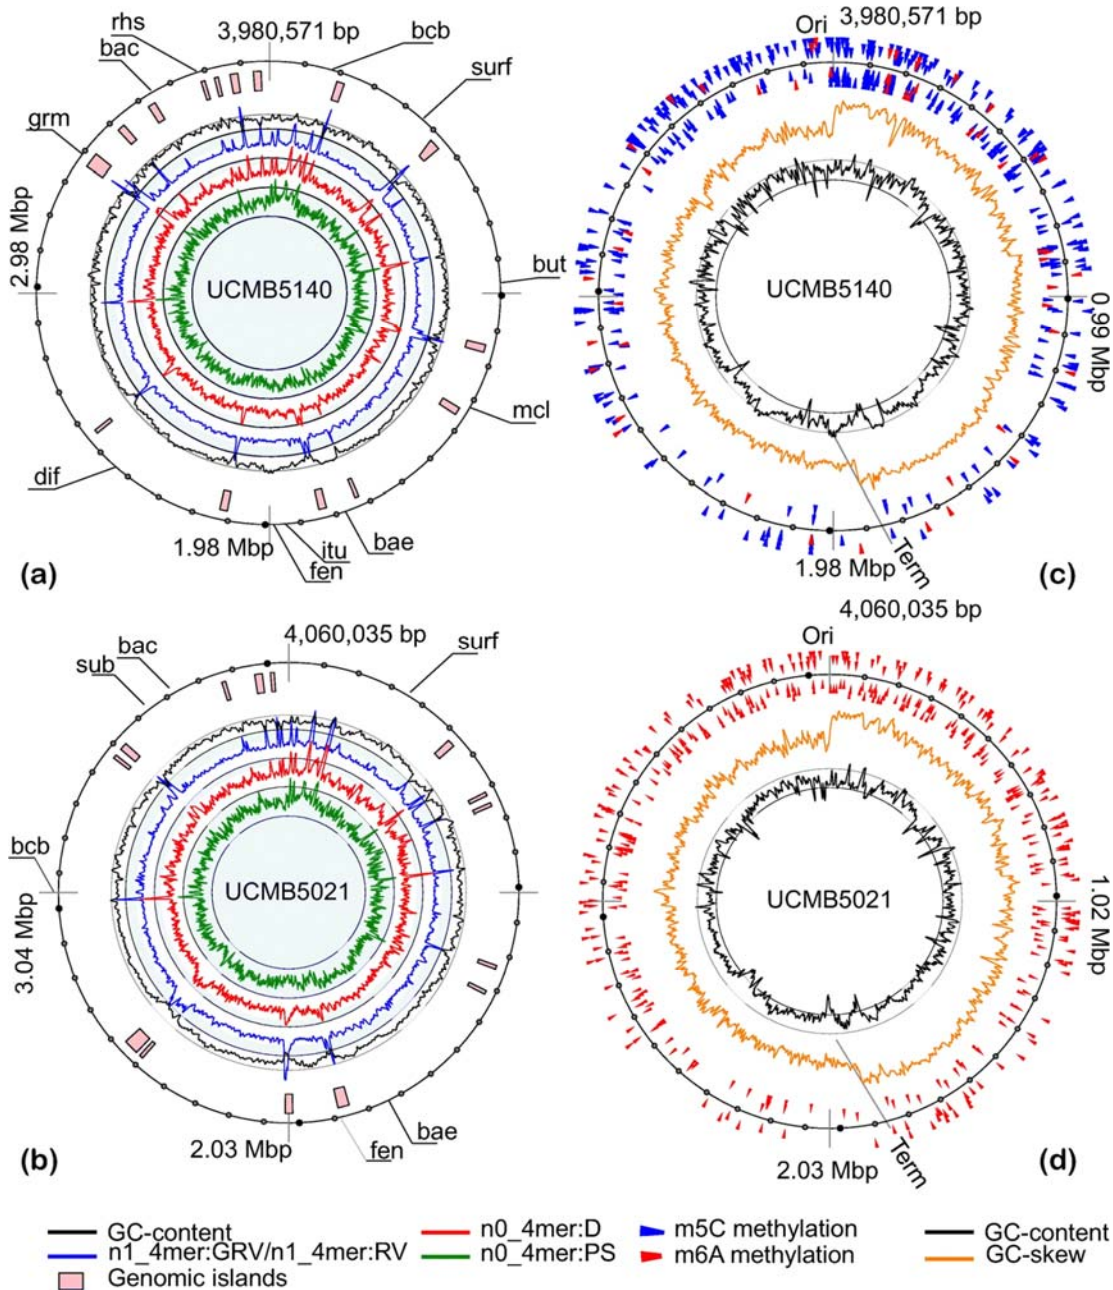 3,980,571 bp
rhs
bac
grm
bcb
surf
2.98 Mbp
UCMB5140
but
mcl
dif
1.98 Mbp
fen
itu
bae
(a)
Ori
3,980,571 bp
UCMB5140
0.99 Mbp
1.98 Mbp
Term
(c)
4,060,035 bp
sub
bac
surf
bcb
3.04 Mbp
UCMB5021
2.03 Mbp
fen
bae
(b)
4,060,035 bp
Ori
UCMB5021
1.02 Mbp
2.03 Mbp
Term
(d)
GC-content
n1_4mer:GRV/n1_4mer:RV
Genomic islands
n0_4mer:D
n0_4mer:PS
m5C methylation
m6A methylation
GC-content
GC-skew